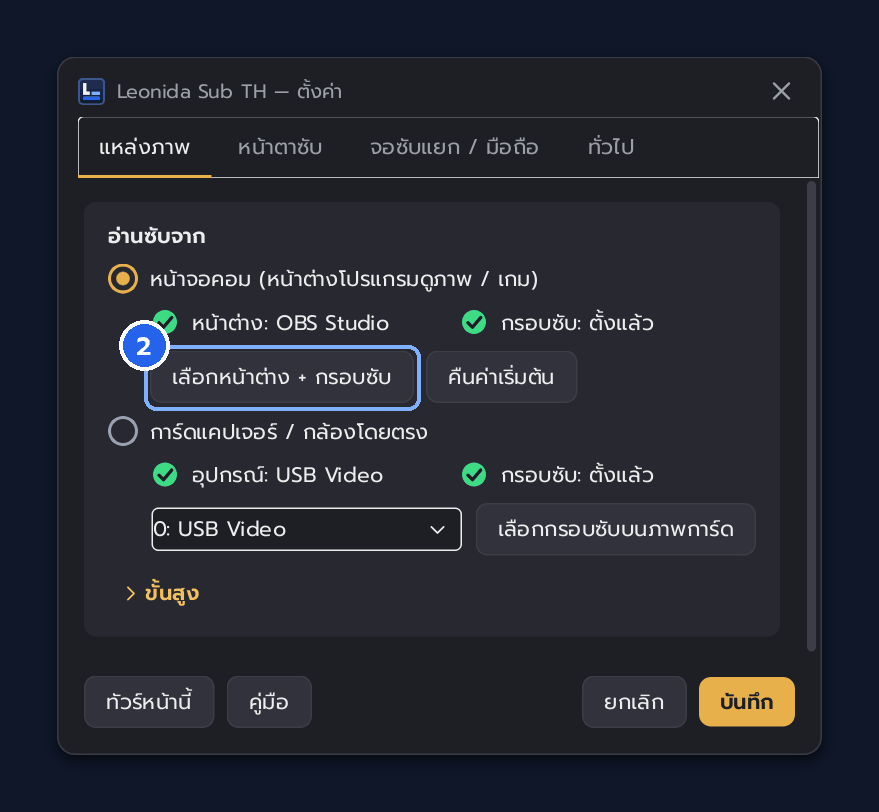 Leonida Sub TH — ตั้งค่า
แหล่งภาพ หน้าตาซับ จอซับแยก / มือถือ ทั่วไป
อ่านซับจาก
หน้าจอคอม (หน้าต่างโปรแกรมดูภาพ / เกม)
หน้าต่าง: OBS Studio กรอบซับ: ตั้งแล้ว
2
เลือกหน้าต่าง + กรอบซับ คืนค่าเริ่มต้น
การ์ดแคปเจอร์ / กล้องโดยตรง
อุปกรณ์: USB Video กรอบซับ: ตั้งแล้ว
0: USB Video เลือกกรอบซับบนภาพการ์ด
ขั้นสูง
ทัวร์หน้านี้ คู่มือ ยกเลิก บันทึก